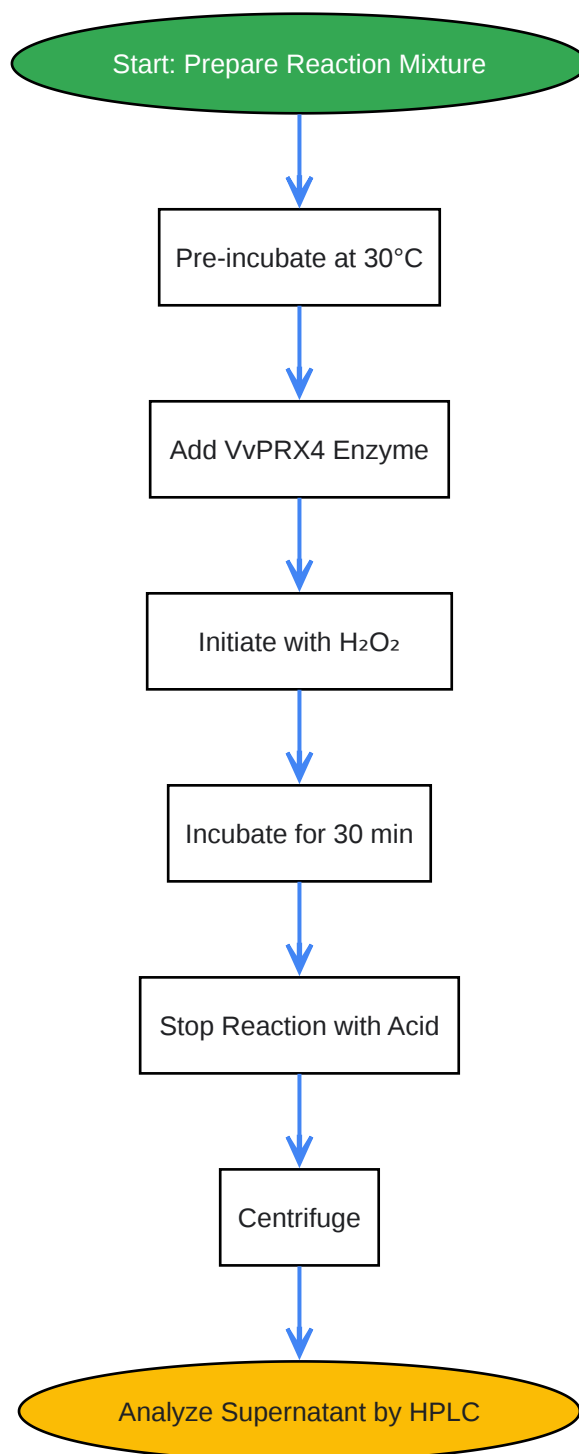 Start: Prepare Reaction Mixture
Pre-incubate at 30°C
Add VvPRX4 Enzyme
Initiate with H₂O₂
Incubate for 30 min
Stop Reaction with Acid
Centrifuge
Analyze Supernatant by HPLC